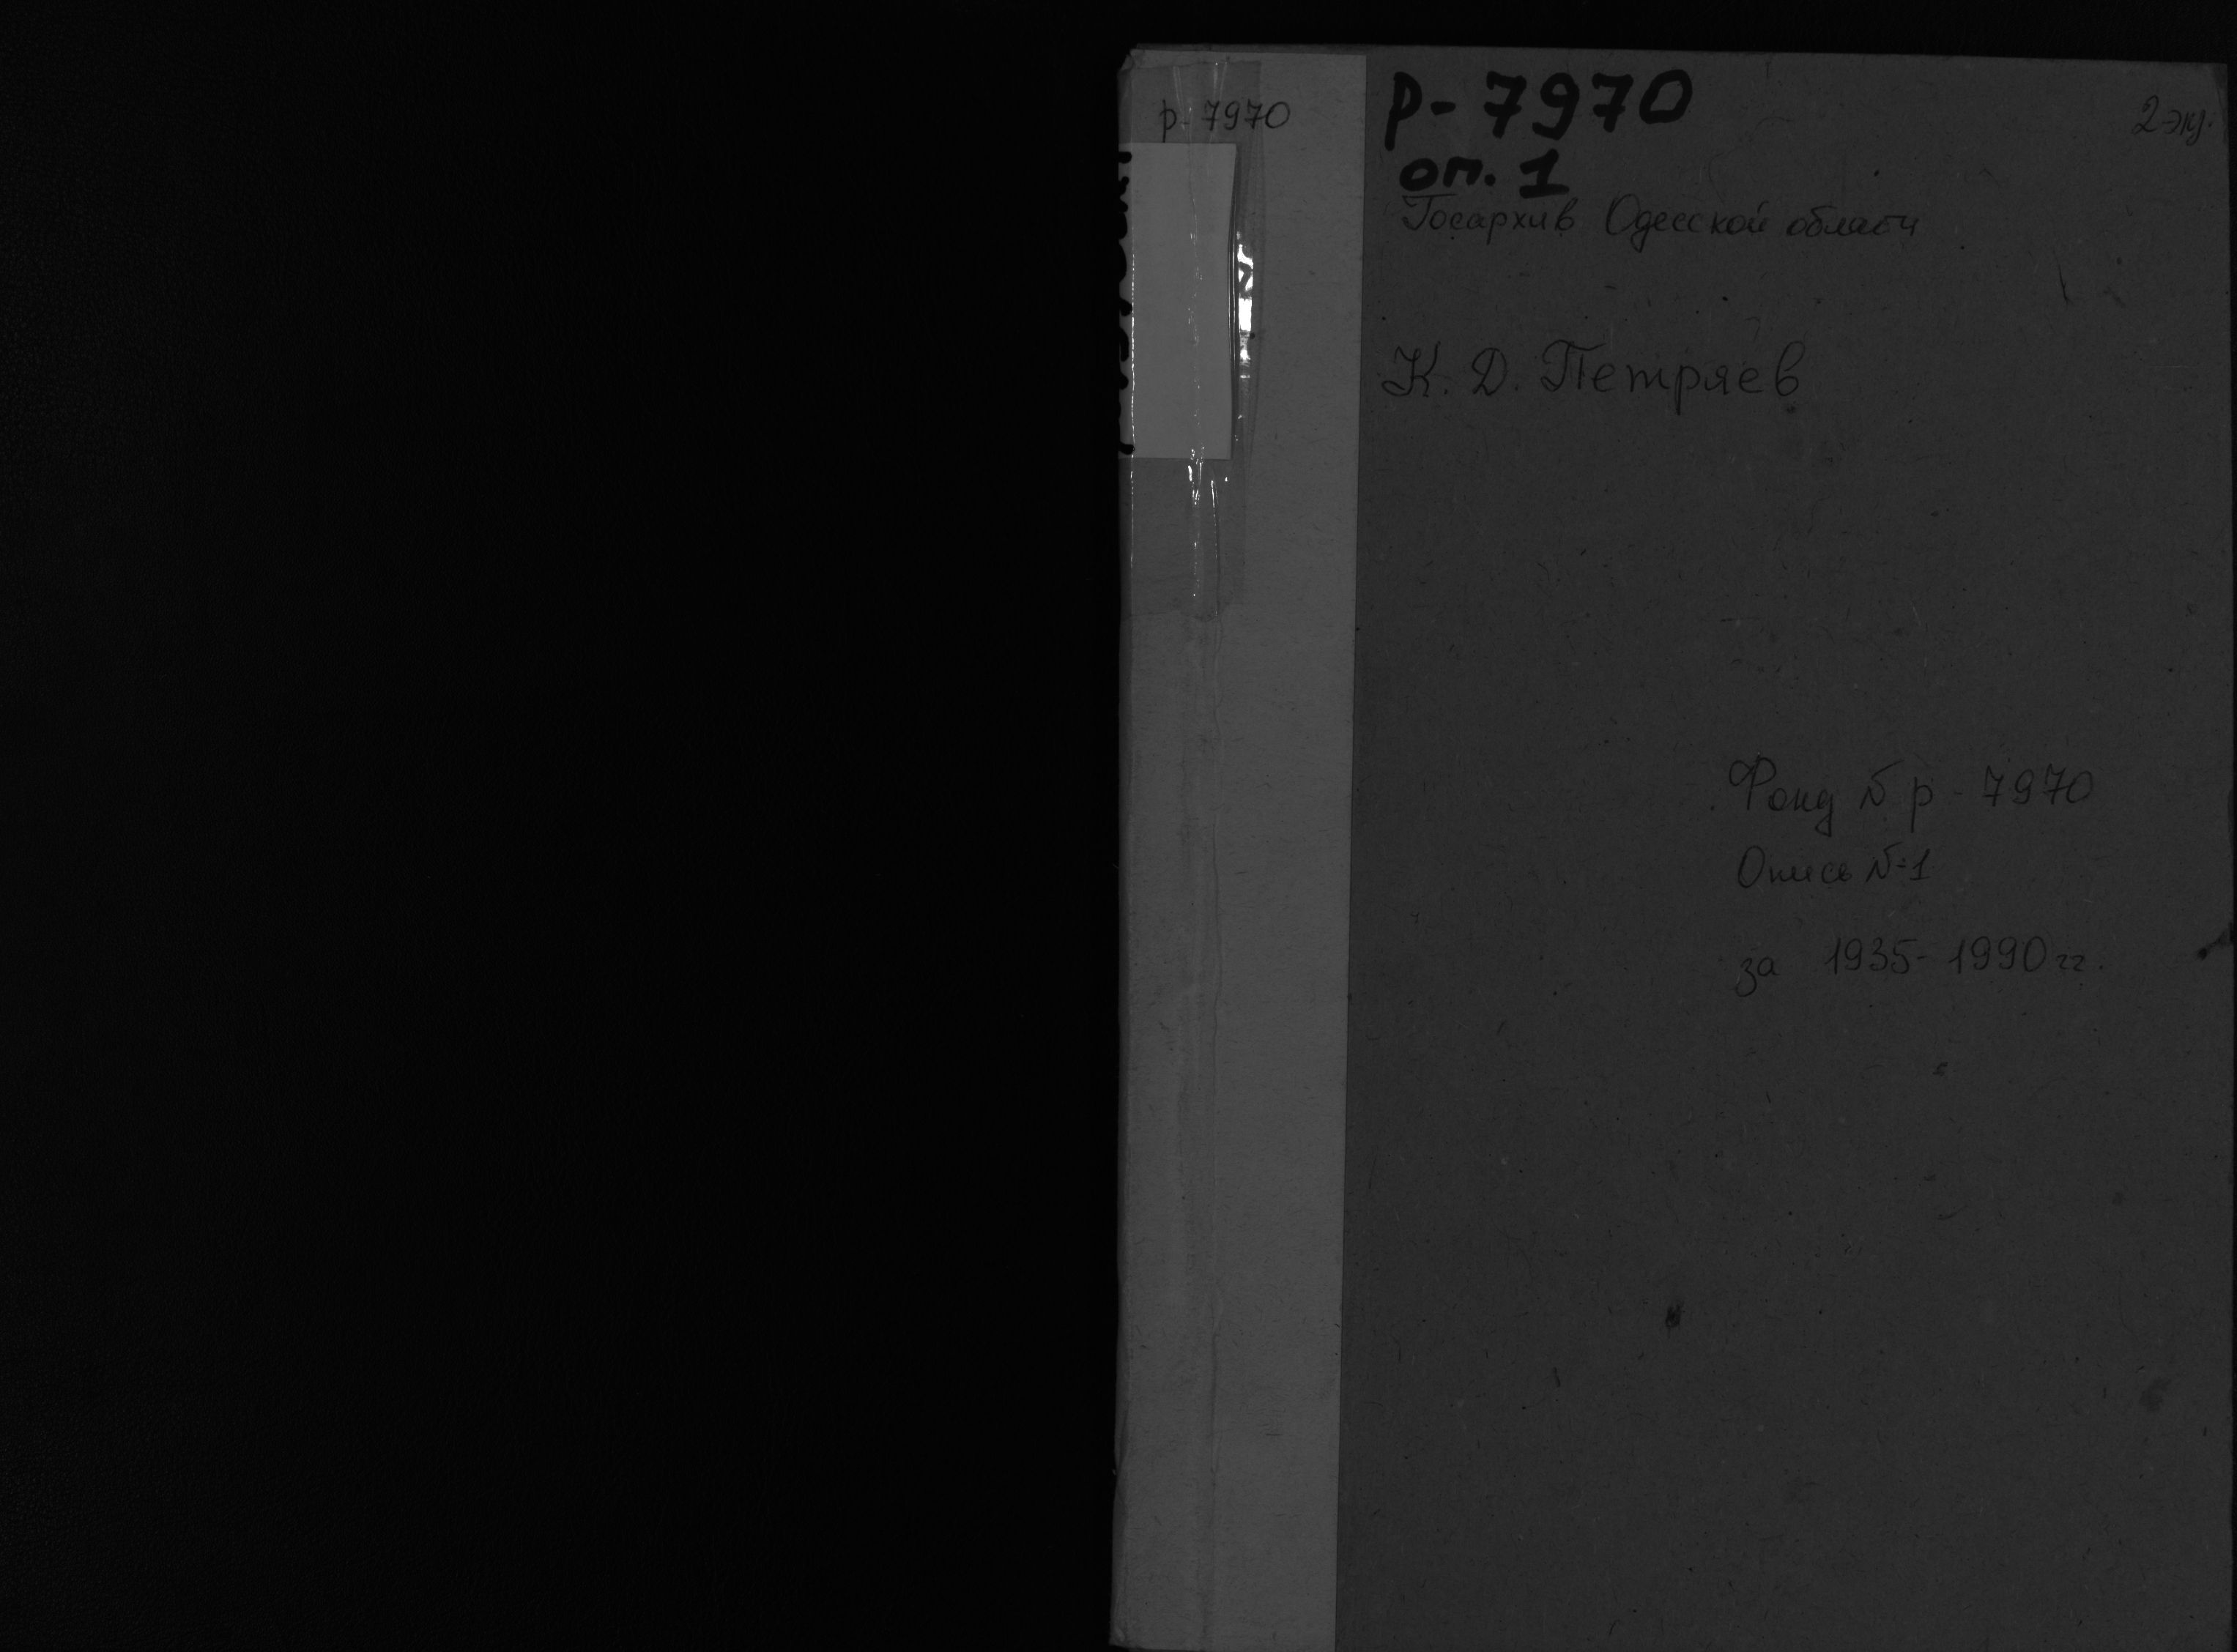 р-7970
р-7970
2-экз.
оп. 1
Госархив Одесской области
К. Д. Петряев
Фонд № р-7970
Опись № 1
за 1935-1990 гг.